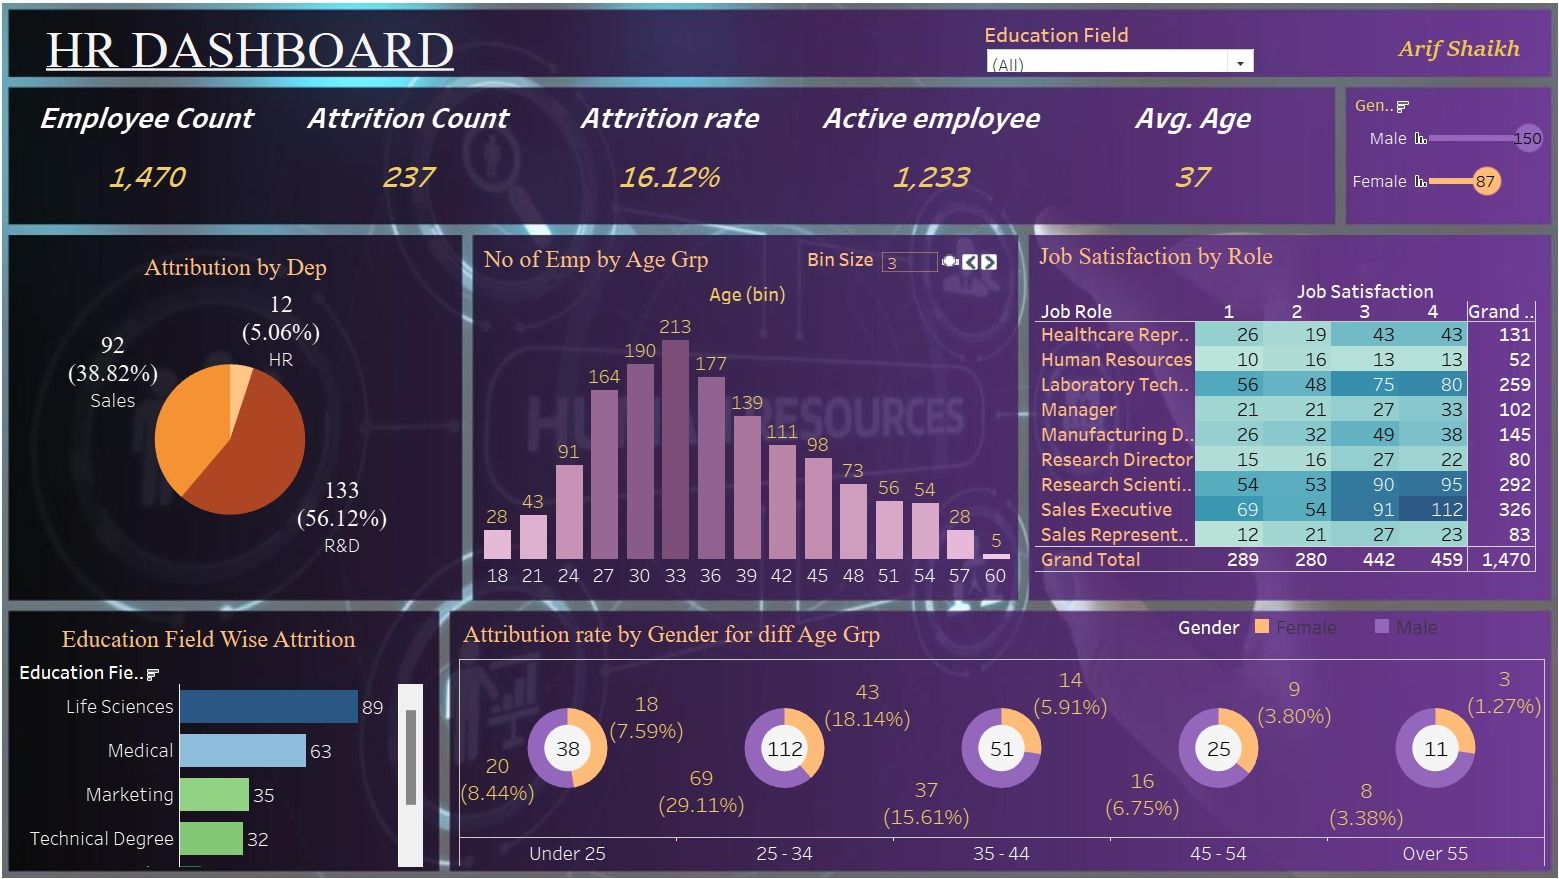 HR DASHBOARD
Education Field
(All)
Arif Shaikh
Employee Count
Attrition Count
Attrition rate
Active employee
Avg. Age
1,470
237
16.12%
1,233
37
Gen..
Male
150
Female
87
Attribution by Dep
12
(5.06%)
HR
92
(38.82%)
Sales
133
(56.12%)
R&D
No of Emp by Age Grp
Bin Size 3
Age (bin)
28 43 91 164 190 213 177 139 111 98 73 56 54 28 5
18 21 24 27 30 33 36 39 42 45 48 51 54 57 60
HUMAN RESOURCES
Job Satisfaction by Role
Job Satisfaction
Job Role 1 2 3 4 Grand ..
Healthcare Repr.. 26 19 43 43 131
Human Resources 10 16 13 13 52
Laboratory Tech.. 56 48 75 80 259
Manager 21 21 27 33 102
Manufacturing D.. 26 32 49 38 145
Research Director 15 16 27 22 80
Research Scienti.. 54 53 90 95 292
Sales Executive 69 54 91 112 326
Sales Represent.. 12 21 27 23 83
Grand Total 289 280 442 459 1,470
Education Field Wise Attrition
Education Fie..
Life Sciences 89
Medical 63
Marketing 35
Technical Degree 32
Attribution rate by Gender for diff Age Grp
Gender Female Male
18
(7.59%)
38
20
(8.44%)
43
(18.14%)
112
69
(29.11%)
14
(5.91%)
51
37
(15.61%)
9
(3.80%)
25
16
(6.75%)
3
(1.27%)
11
8
(3.38%)
Under 25
25 - 34
35 - 44
45 - 54
Over 55